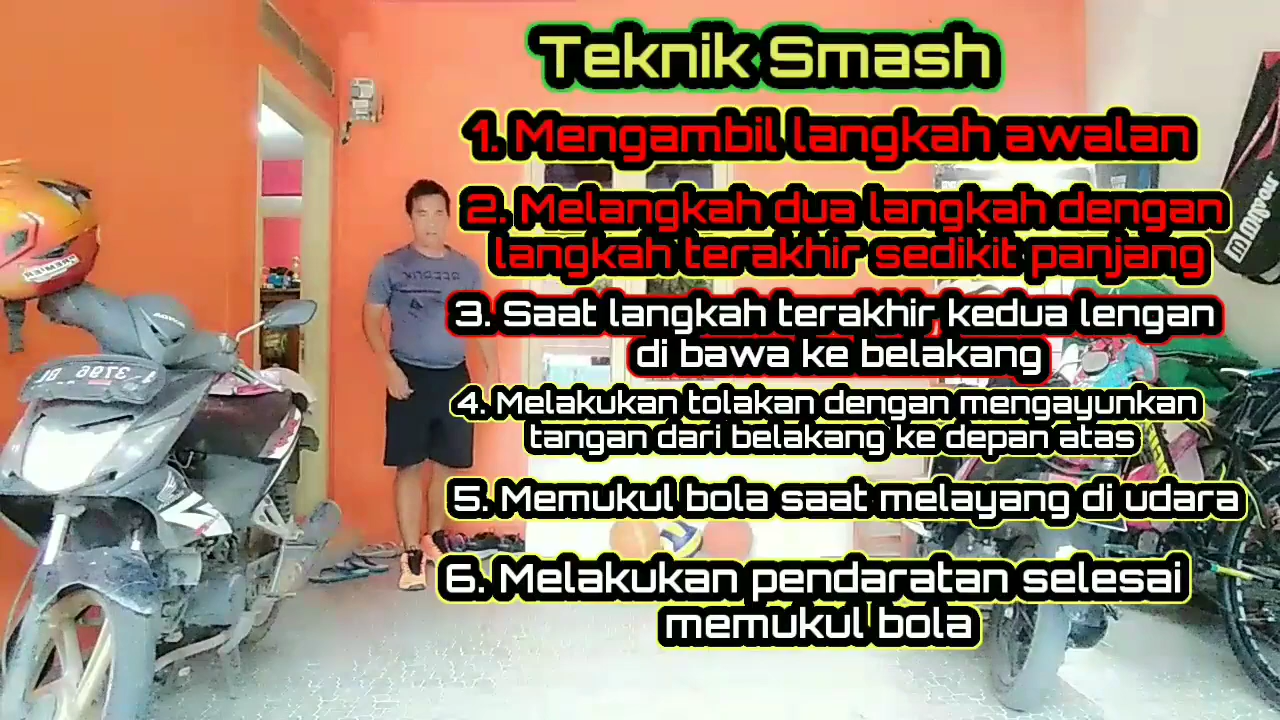 Teknik Smash
1. Mengambil langkah awalan
2. Melangkah dua langkah dengan
langkah terakhir sedikit panjang
3. Saat langkah terakhir kedua lengan
di bawa ke belakang
4. Melakukan tolakan dengan mengayunkan
tangan dari belakang ke depan atas
5. Memukul bola saat melayang di udara
6. Melakukan pendaratan selesai
memukul bola
PREMIER